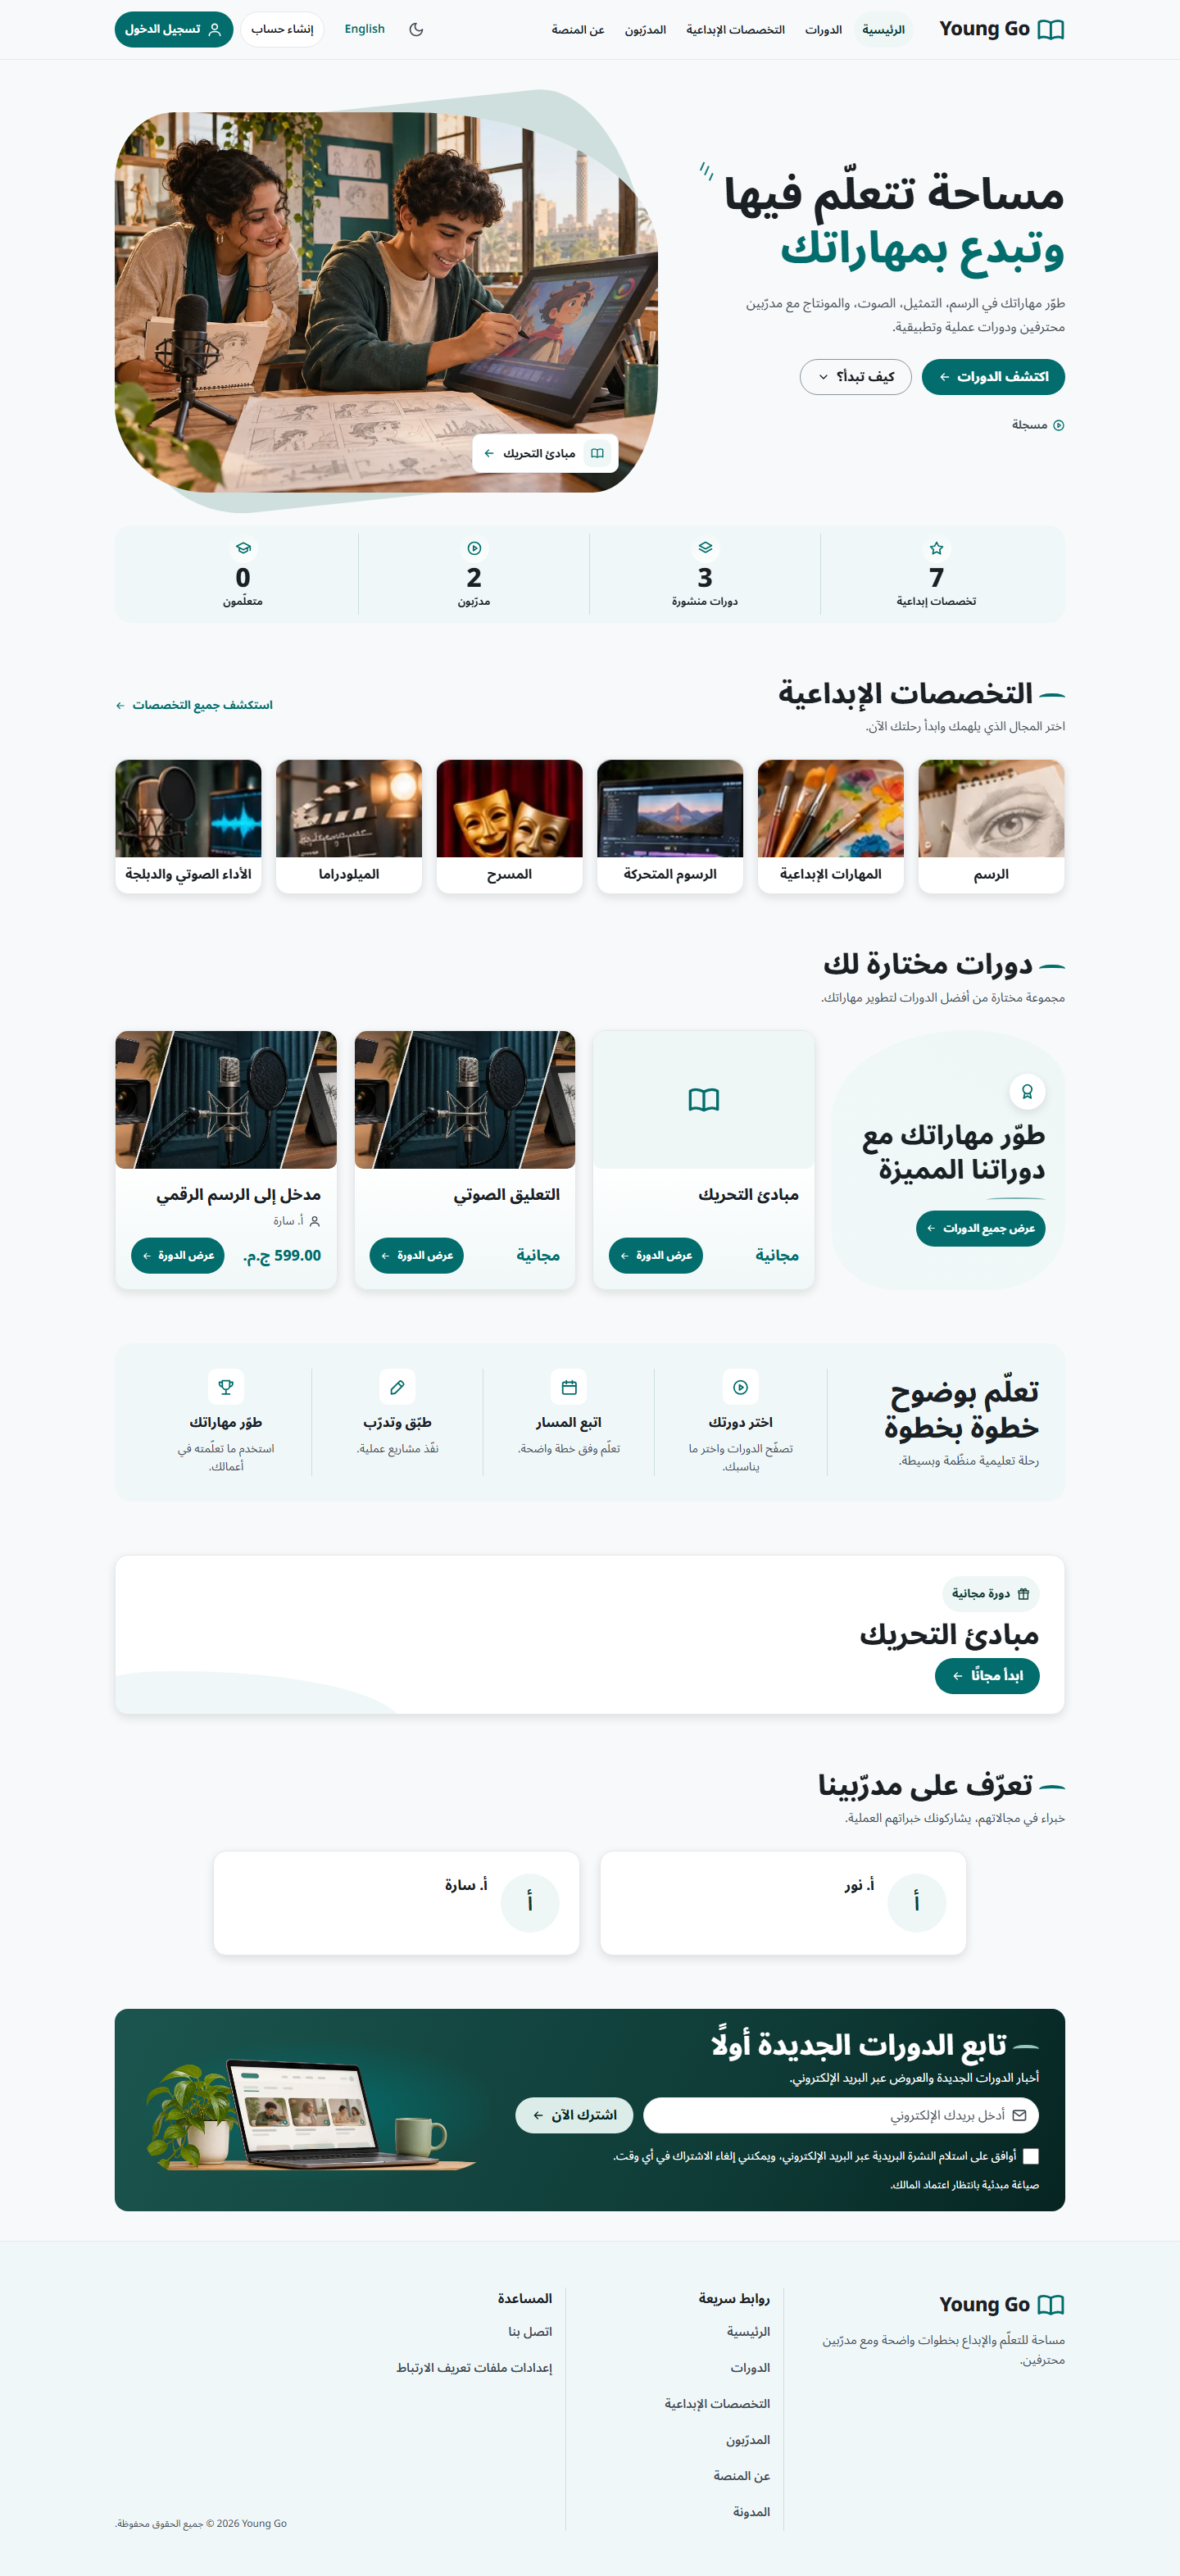 Young Go
الرئيسية
الدورات
التخصصات الإبداعية
المدرّبون
عن المنصة
English
إنشاء حساب
تسجيل الدخول
مساحة تتعلّم فيها
وتبدع بمهاراتك
طوّر مهاراتك في الرسم، التمثيل، الصوت، والمونتاج مع مدرّبين
محترفين ودورات عملية وتطبيقية.
اكتشف الدورات
كيف تبدأ؟
مسجلة
مبادئ التحريك
7
تخصصات إبداعية
3
دورات منشورة
2
مدرّبون
0
متعلّمون
التخصصات الإبداعية
استكشف جميع التخصصات
اختر المجال الذي يلهمك وابدأ رحلتك الآن.
الرسم
المهارات الإبداعية
الرسوم المتحركة
المسرح
الميلودراما
الأداء الصوتي والدبلجة
دورات مختارة لك
مجموعة مختارة من أفضل الدورات لتطوير مهاراتك.
طوّر مهاراتك مع
دوراتنا المميزة
عرض جميع الدورات
مبادئ التحريك
مجانية
عرض الدورة
التعليق الصوتي
مجانية
عرض الدورة
مدخل إلى الرسم الرقمي
أ. سارة
599.00 ج.م.
عرض الدورة
تعلّم بوضوح
خطوة بخطوة
رحلة تعليمية منظّمة وبسيطة.
اختر دورتك
تصفّح الدورات واختر ما
يناسبك.
اتبع المسار
تعلّم وفق خطة واضحة.
طبّق وتدرّب
نفّذ مشاريع عملية.
طوّر مهاراتك
استخدم ما تعلّمته في
أعمالك.
دورة مجانية
مبادئ التحريك
ابدأ مجانًا
تعرّف على مدرّبينا
خبراء في مجالاتهم، يشاركونك خبراتهم العملية.
أ
أ. نور
أ
أ. سارة
تابع الدورات الجديدة أولًا
أخبار الدورات الجديدة والعروض عبر البريد الإلكتروني.
أدخل بريدك الإلكتروني
اشترك الآن
أوافق على استلام النشرة البريدية عبر البريد الإلكتروني، ويمكنني إلغاء الاشتراك في أي وقت.
صياغة مبدئية بانتظار اعتماد المالك.
Young Go
مساحة للتعلّم والإبداع بخطوات واضحة ومع مدرّبين
محترفين.
روابط سريعة
الرئيسية
الدورات
التخصصات الإبداعية
المدرّبون
عن المنصة
المدونة
المساعدة
اتصل بنا
إعدادات ملفات تعريف الارتباط
Young Go 2026 © جميع الحقوق محفوظة.